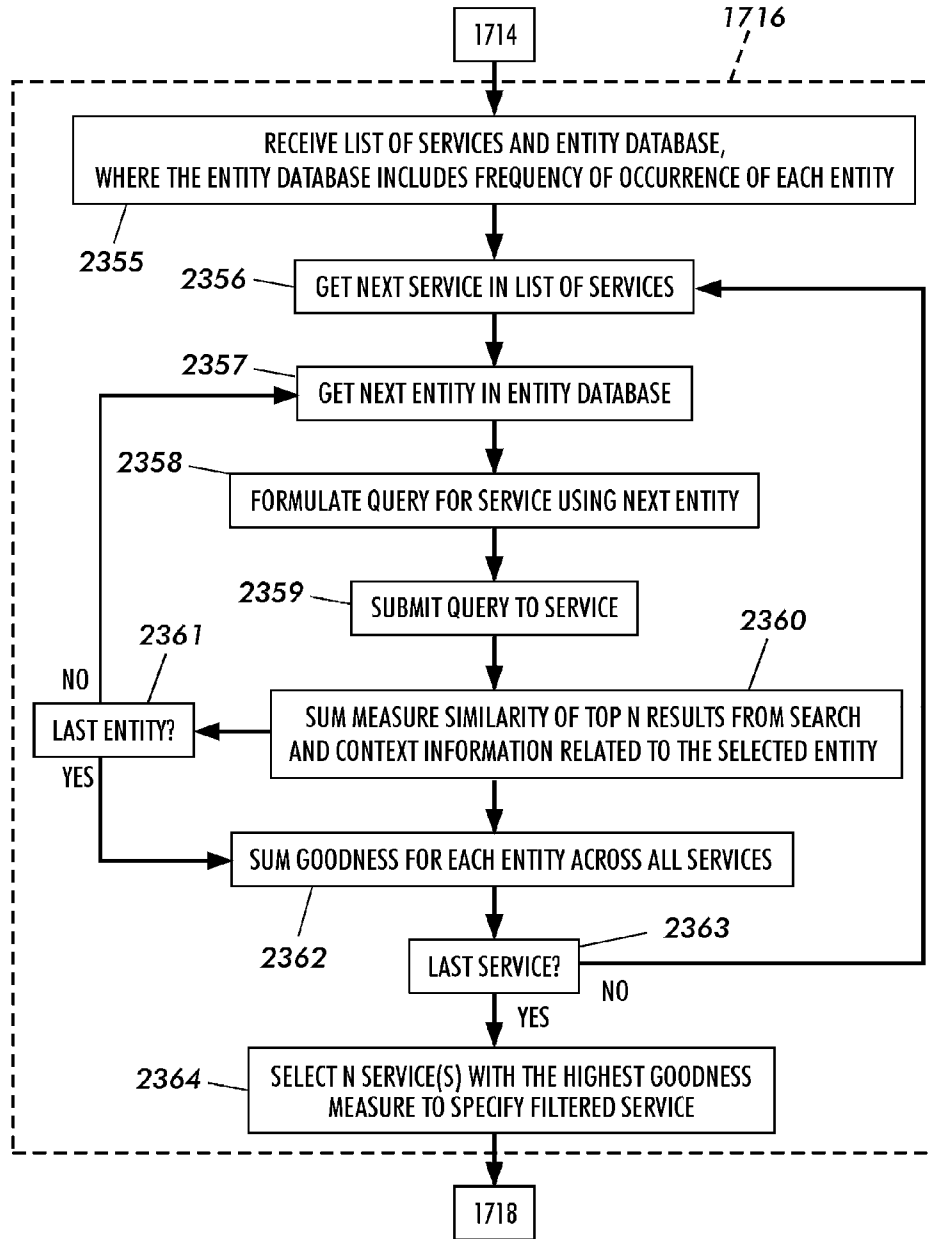 1716
1714
RECEIVE LIST OF SERVICES AND ENTITY DATABASE,
WHERE THE ENTITY DATABASE INCLUDES FREQUENCY OF OCCURRENCE OF EACH ENTITY
2355
2356
GET NEXT SERVICE IN LIST OF SERVICES
2357
GET NEXT ENTITY IN ENTITY DATABASE
2358
FORMULATE QUERY FOR SERVICE USING NEXT ENTITY
2359
SUBMIT QUERY TO SERVICE
2360
2361
NO
LAST ENTITY?
YES
SUM MEASURE SIMILARITY OF TOP N RESULTS FROM SEARCH
AND CONTEXT INFORMATION RELATED TO THE SELECTED ENTITY
SUM GOODNESS FOR EACH ENTITY ACROSS ALL SERVICES
2362
2363
LAST SERVICE?
NO
YES
2364
SELECT N SERVICE(S) WITH THE HIGHEST GOODNESS
MEASURE TO SPECIFY FILTERED SERVICE
1718